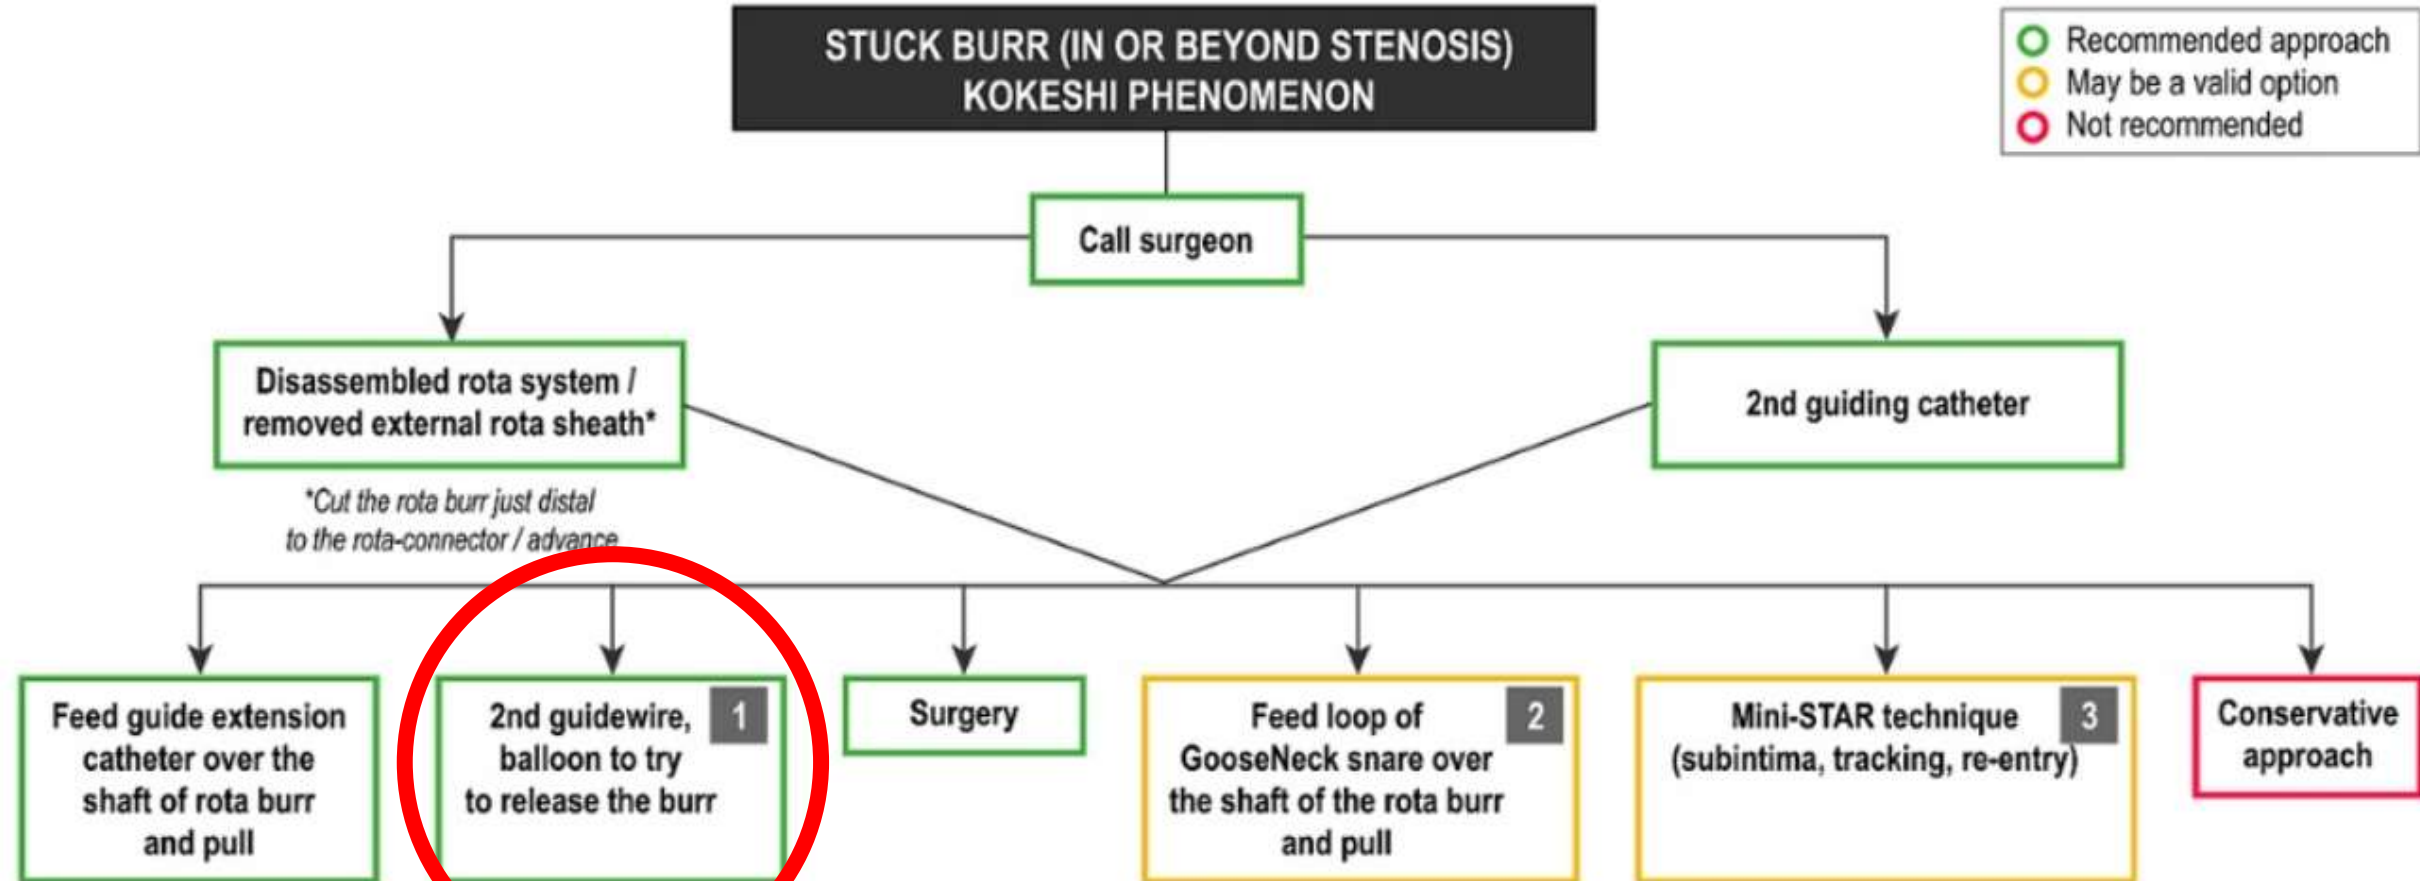 STUCK BURR (IN OR BEYOND STENOSIS)
KOKESHI PHENOMENON
Recommended approach
May be a valid option
Not recommended
Call surgeon
Disassembled rota system /
removed external rota sheath*
2nd guiding catheter
*Cut the rota burr just distal
to the rota-connector / advance
Feed guide extension
catheter over the
shaft of rota burr
and pull
2nd guidewire,
balloon to try
to release the burr
1
Surgery
Feed loop of
GooseNeck snare over
the shaft of the rota burr
and pull
2
Mini-STAR technique
(subintima, tracking, re-entry)
3
Conservative
approach